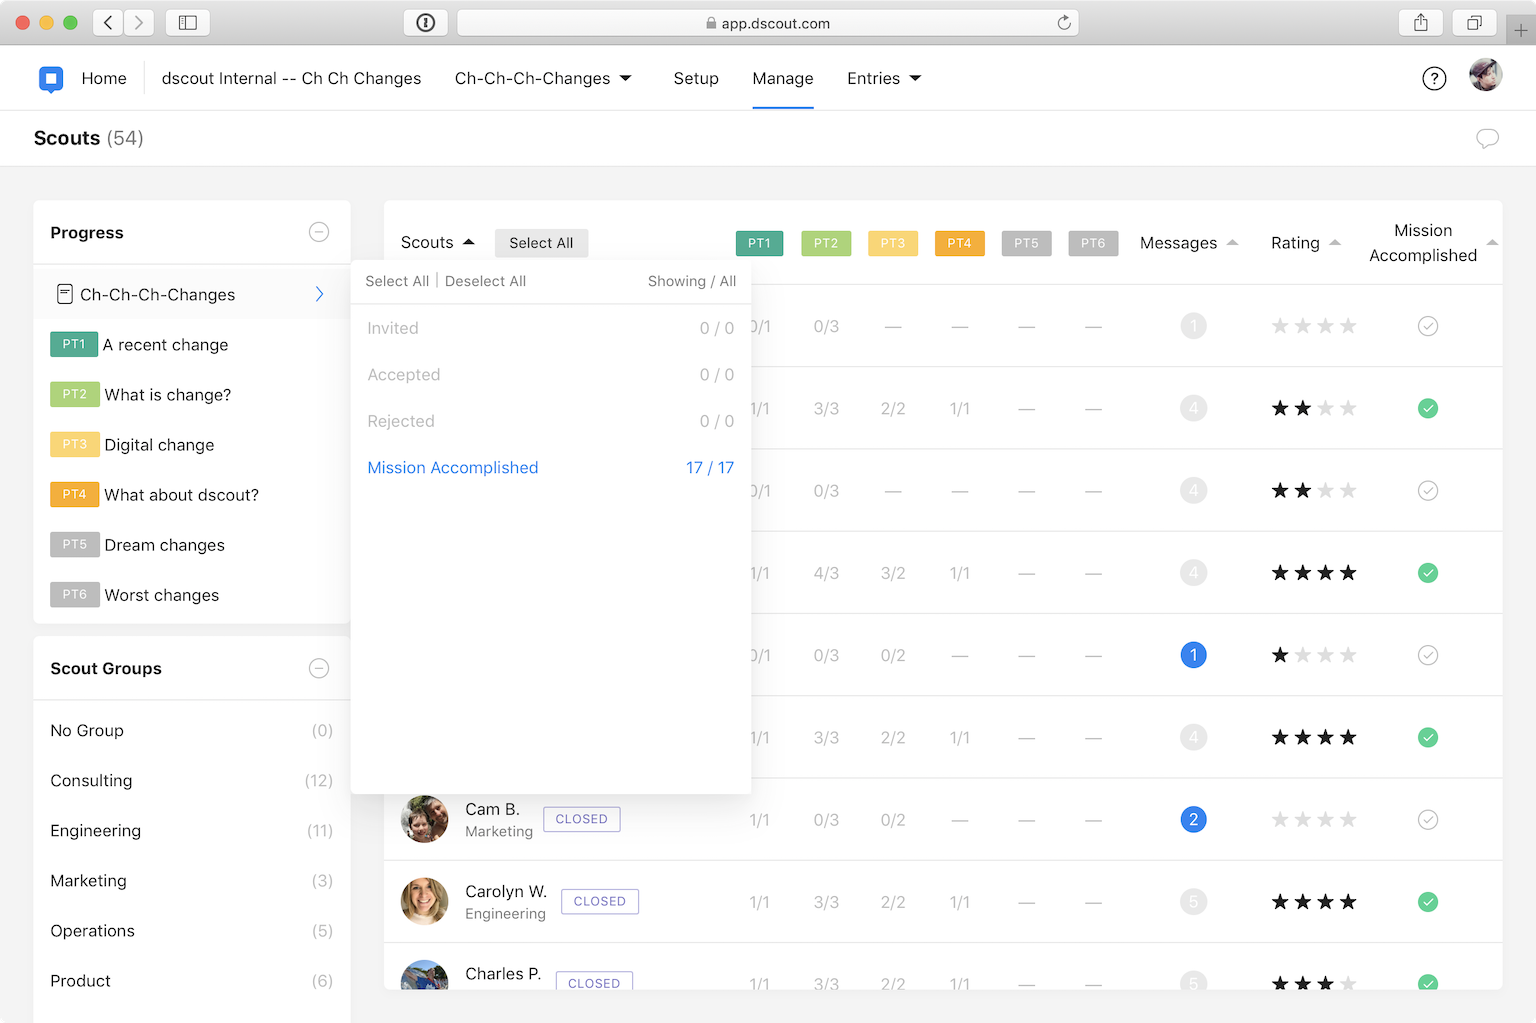 app.dscout.com
Home
dscout Internal -- Ch Ch Changes
Ch-Ch-Ch-Changes
Setup
Manage
Entries
?
Scouts (54)
Progress
Ch-Ch-Ch-Changes
PT1 A recent change
PT2 What is change?
PT3 Digital change
PT4 What about dscout?
PT5 Dream changes
PT6 Worst changes
Scout Groups
No Group (0)
Consulting (12)
Engineering (11)
Marketing (3)
Operations (5)
Product (6)
Scouts
Select All
PT1 PT2 PT3 PT4 PT5 PT6
Messages
Rating
Mission
Accomplished
Select All | Deselect All
Showing / All
Invited 0 / 0
Accepted 0 / 0
Rejected 0 / 0
Mission Accomplished 17 / 17
0/1 0/3 — — — — 1
1/1 3/3 2/2 1/1 — — 4
0/1 0/3 — — — — 4
1/1 4/3 3/2 1/1 — — 4
0/1 0/3 0/2 — — — 1
1/1 3/3 2/2 1/1 — — 4
Cam B.
Marketing
CLOSED
1/1 0/3 0/2 — — — 2
Carolyn W.
Engineering
CLOSED
1/1 3/3 2/2 1/1 — — 5
Charles P.
CLOSED
1/1 3/3 2/2 1/1 — — 5